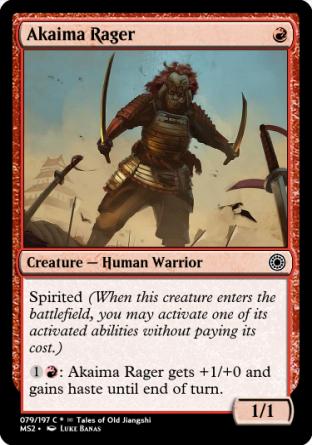 Akaima Rager
Creature — Human Warrior
Spirited (When this creature enters the
battlefield, you may activate one of its
activated abilities without paying its
cost.)
1 : Akaima Rager gets +1/+0 and
gains haste until end of turn.
1/1
079/197 C * ∞ Tales of Old Jiangshi
MS2 • Luke Banas